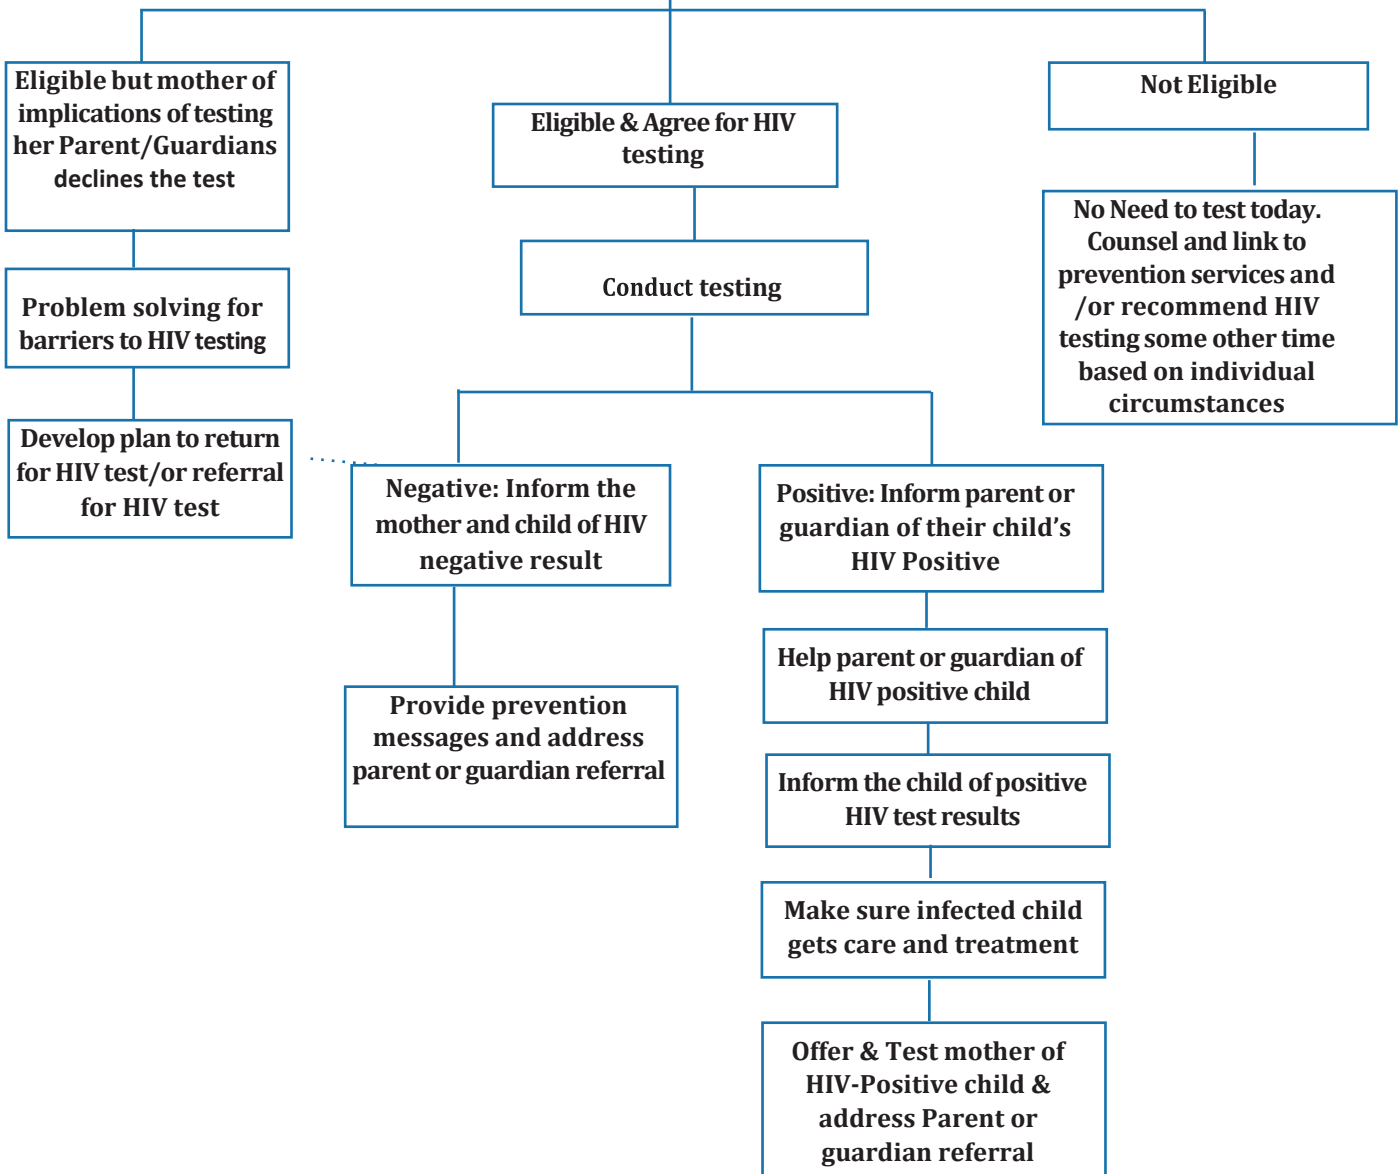 Eligible but mother of
implications of testing
her Parent/Guardians
declines the test
Eligible & Agree for HIV
testing
Not Eligible
No Need to test today.
Counsel and link to
prevention services and
/or recommend HIV
testing some other time
based on individual
circumstances
Conduct testing
Problem solving for
barriers to HIV testing
Develop plan to return
for HIV test/or referral
for HIV test
Negative: Inform the
mother and child of HIV
negative result
Positive: Inform parent or
guardian of their child’s
HIV Positive
Help parent or guardian of
HIV positive child
Provide prevention
messages and address
parent or guardian referral
Inform the child of positive
HIV test results
Make sure infected child
gets care and treatment
Offer & Test mother of
HIV-Positive child &
address Parent or
guardian referral